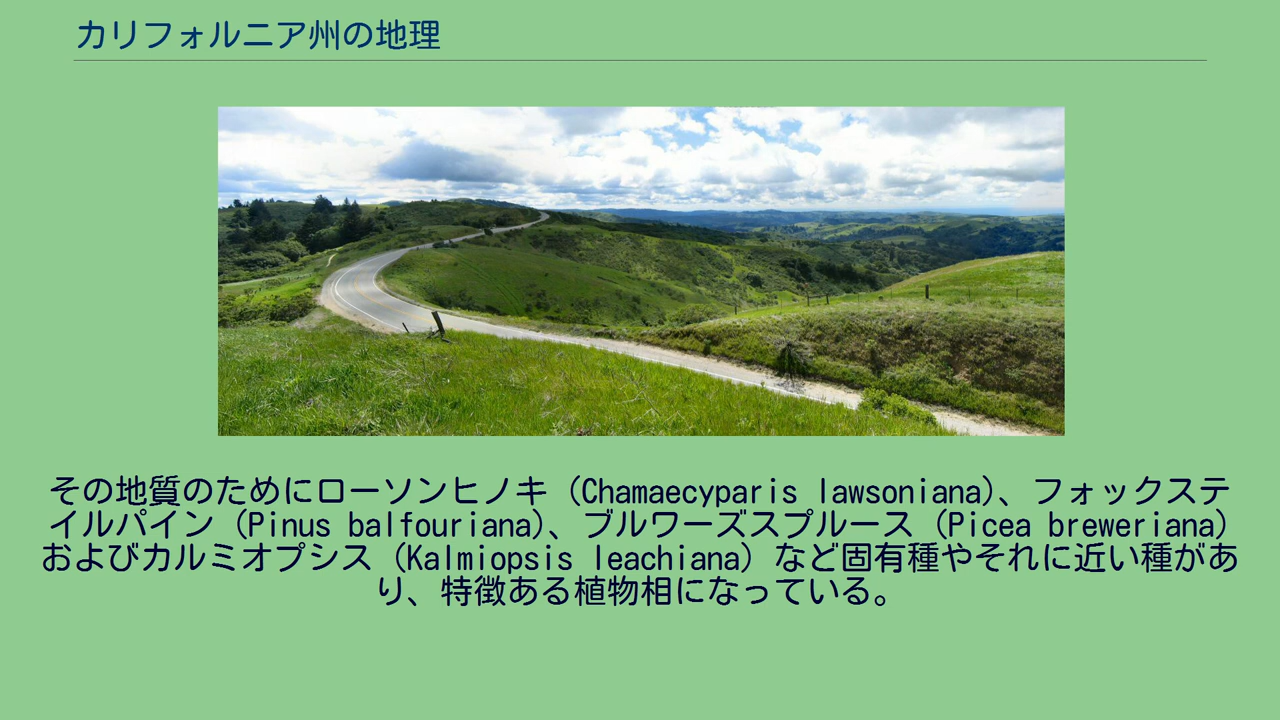 カリフォルニア州の地理
その地質のためにローソンヒノキ（Chamaecyparis lawsoniana)、フォックステ
イルパイン（Pinus balfouriana)、ブルワーズスプルース（Picea breweriana）
およびカルミオプシス（Kalmiopsis leachiana）など固有種やそれに近い種があ
り、特徴ある植物相になっている。